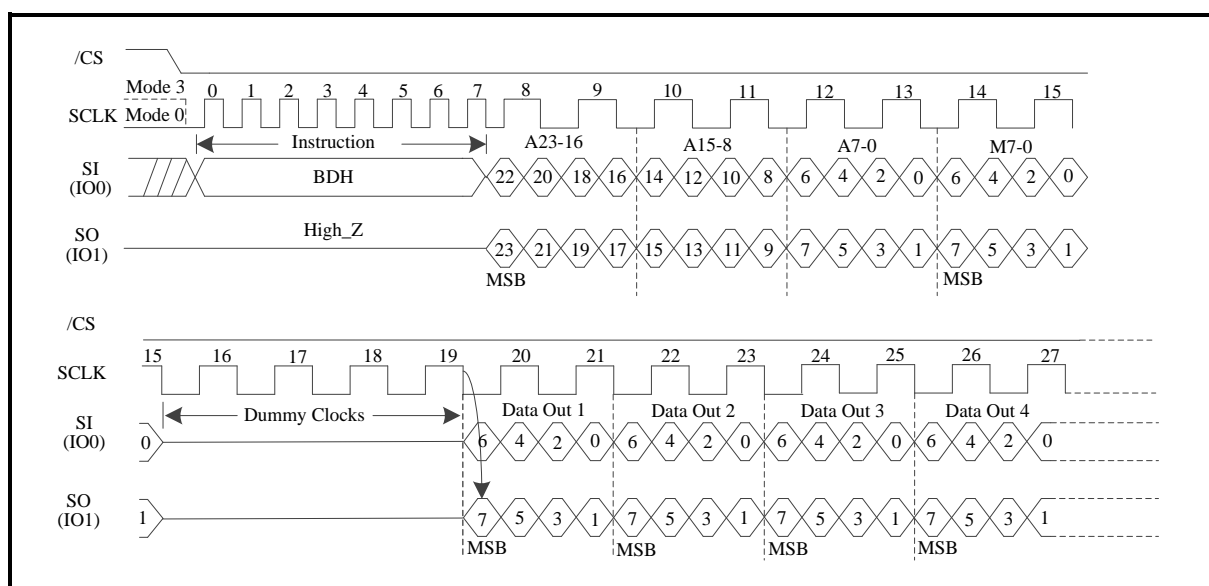 /CS
Mode 3
0 1 2 3 4 5 6 7 8 9 10 11 12 13 14 15
SCLK Mode 0
Instruction A23-16 A15-8 A7-0 M7-0
SI
(IO0)
BDH 22 20 18 16 14 12 10 8 6 4 2 0 6 4 2 0
High_Z
SO
(IO1)
23 21 19 17 15 13 11 9 7 5 3 1 7 5 3 1
MSB MSB
/CS
15 16 17 18 19 20 21 22 23 24 25 26 27
SCLK
Dummy Clocks Data Out 1 Data Out 2 Data Out 3 Data Out 4
SI
(IO0)
0 6 4 2 0 6 4 2 0 6 4 2 0 6 4 2 0
SO
(IO1)
1 7 5 3 1 7 5 3 1 7 5 3 1 7 5 3 1
MSB MSB MSB MSB